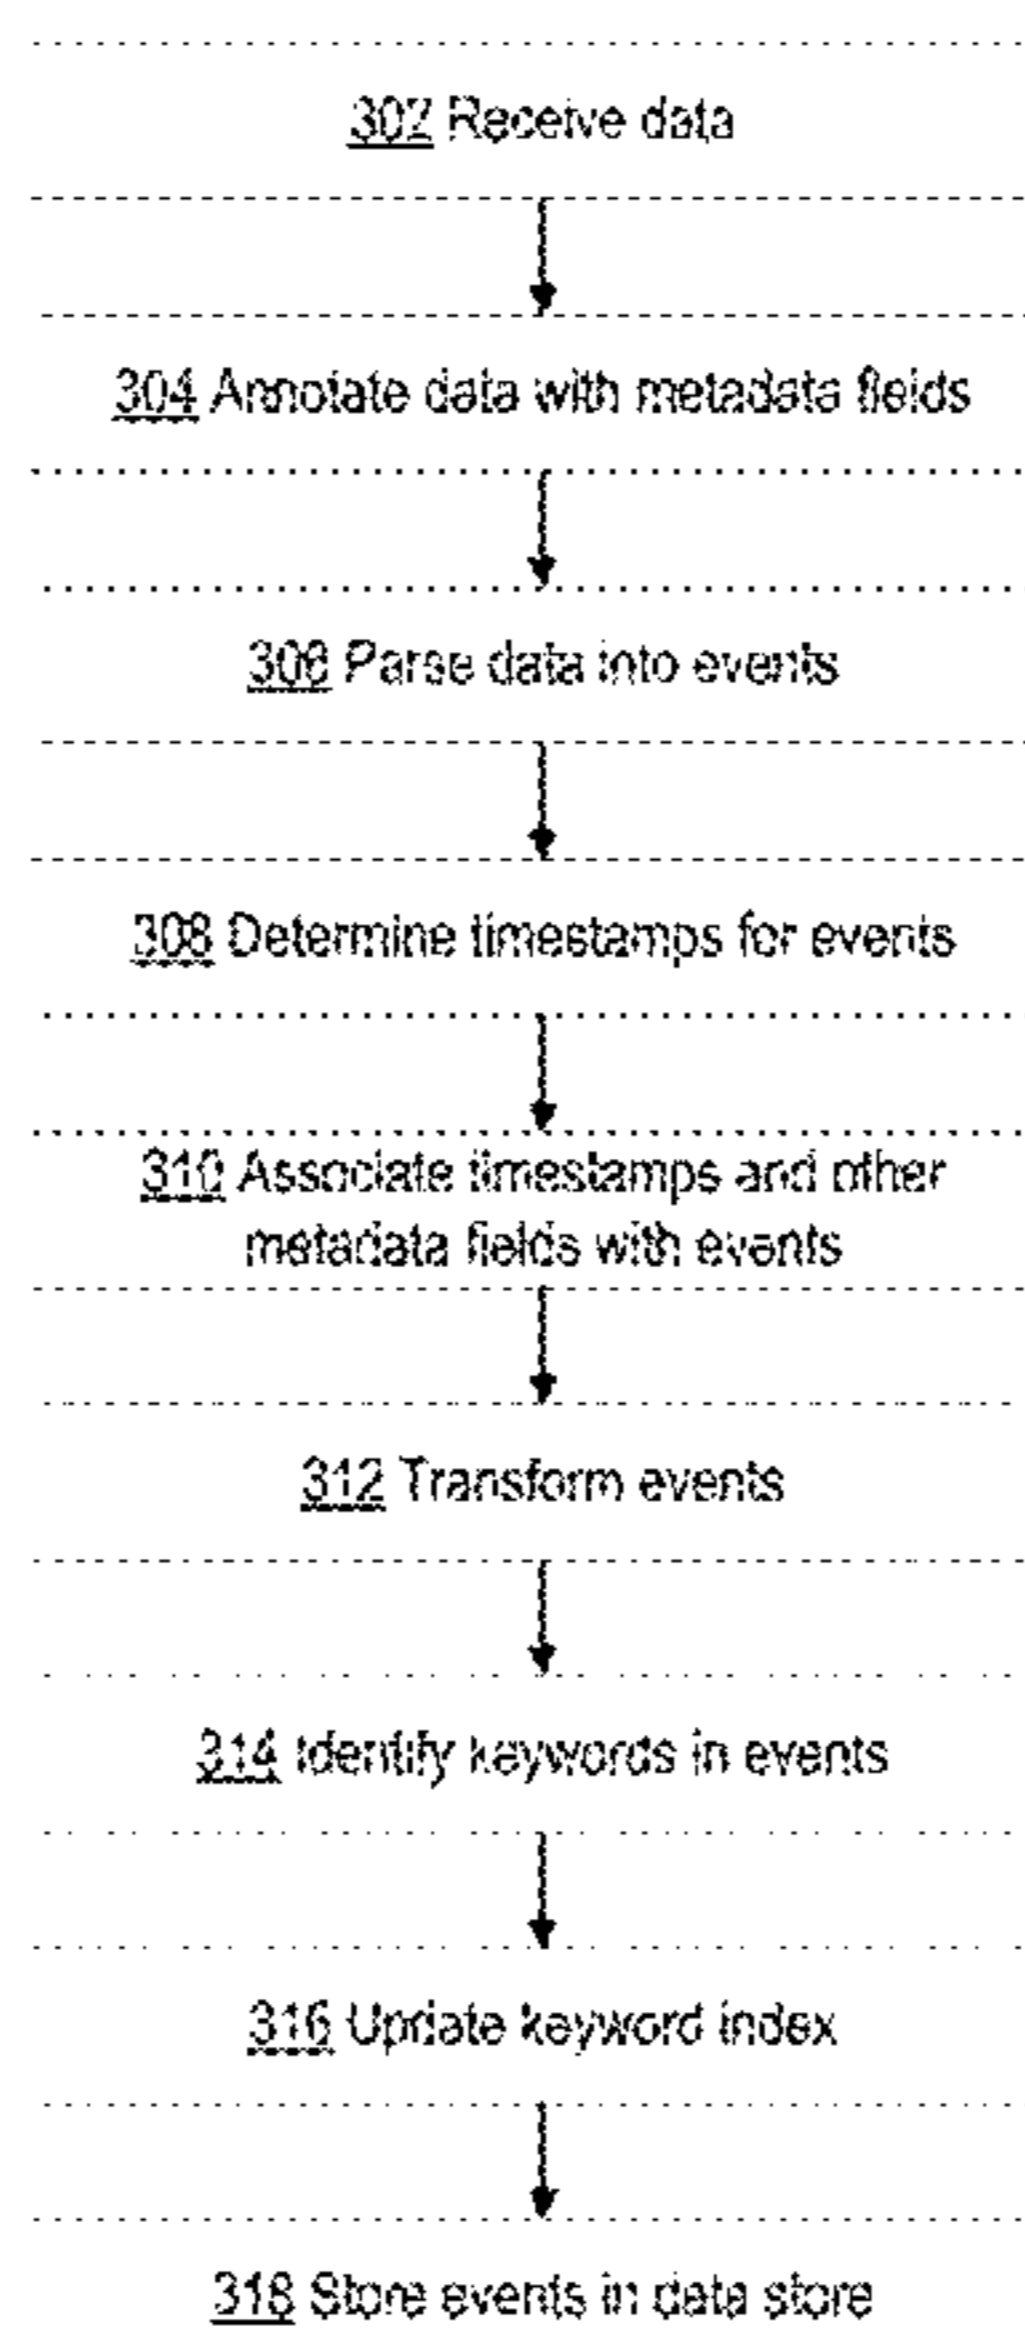 302 Receive data
304 Annotate data with metadata fields
306 Parse data into events
308 Determine timestamps for events
310 Associate timestamps and other
metadata fields with events
312 Transform events
314 Identify keywords in events
316 Update keyword index
318 Store events in data store